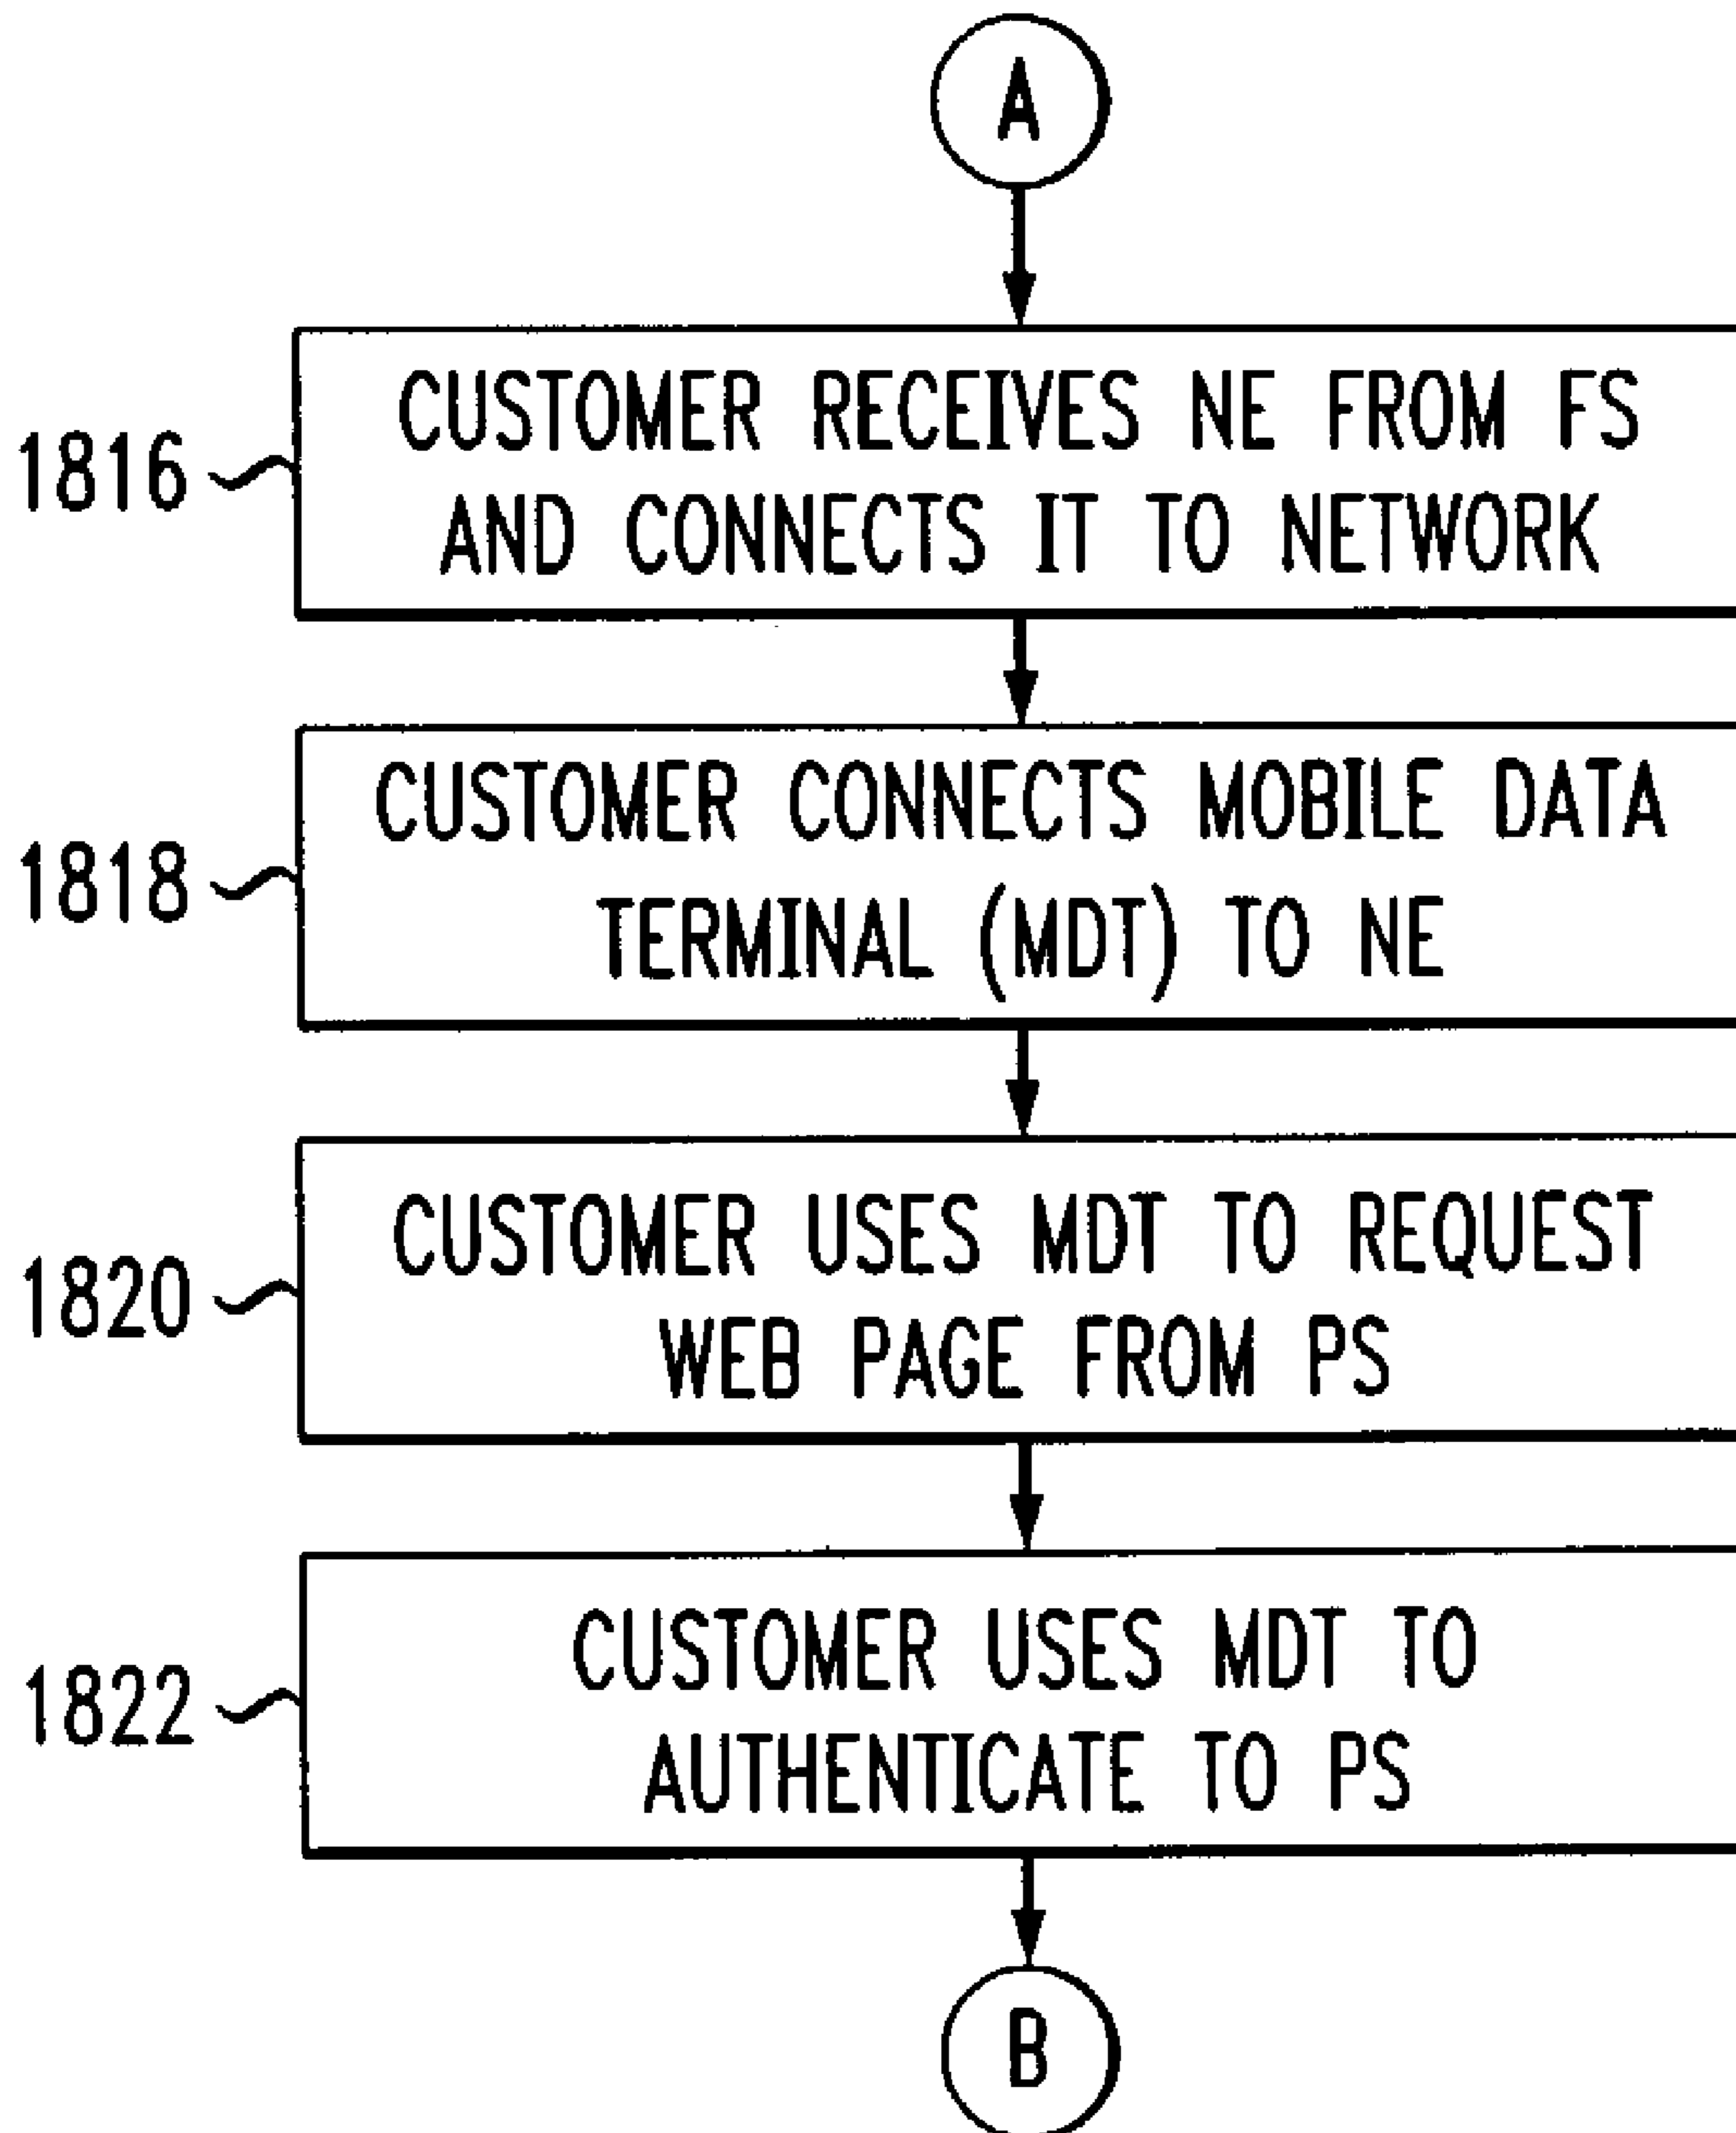 A
1816
CUSTOMER RECEIVES NE FROM FS
AND CONNECTS IT TO NETWORK
1818
CUSTOMER CONNECTS MOBILE DATA
TERMINAL (MDT) TO NE
1820
CUSTOMER USES MDT TO REQUEST
WEB PAGE FROM PS
1822
CUSTOMER USES MDT TO
AUTHENTICATE TO PS
B